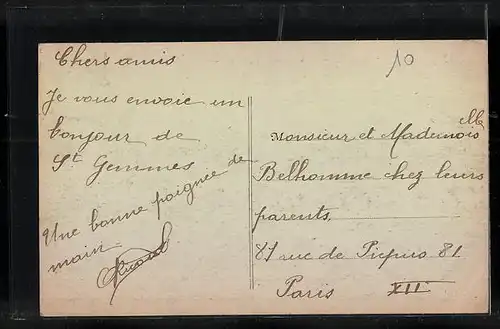 10
Chers amis
Je vous envoie un
bonjour de
St Gemmes
Une bonne poignée de
main
Monsieur et Mademoiselle
Belhomme chez leurs
parents.
81 rue de Picpus 81
Paris XII